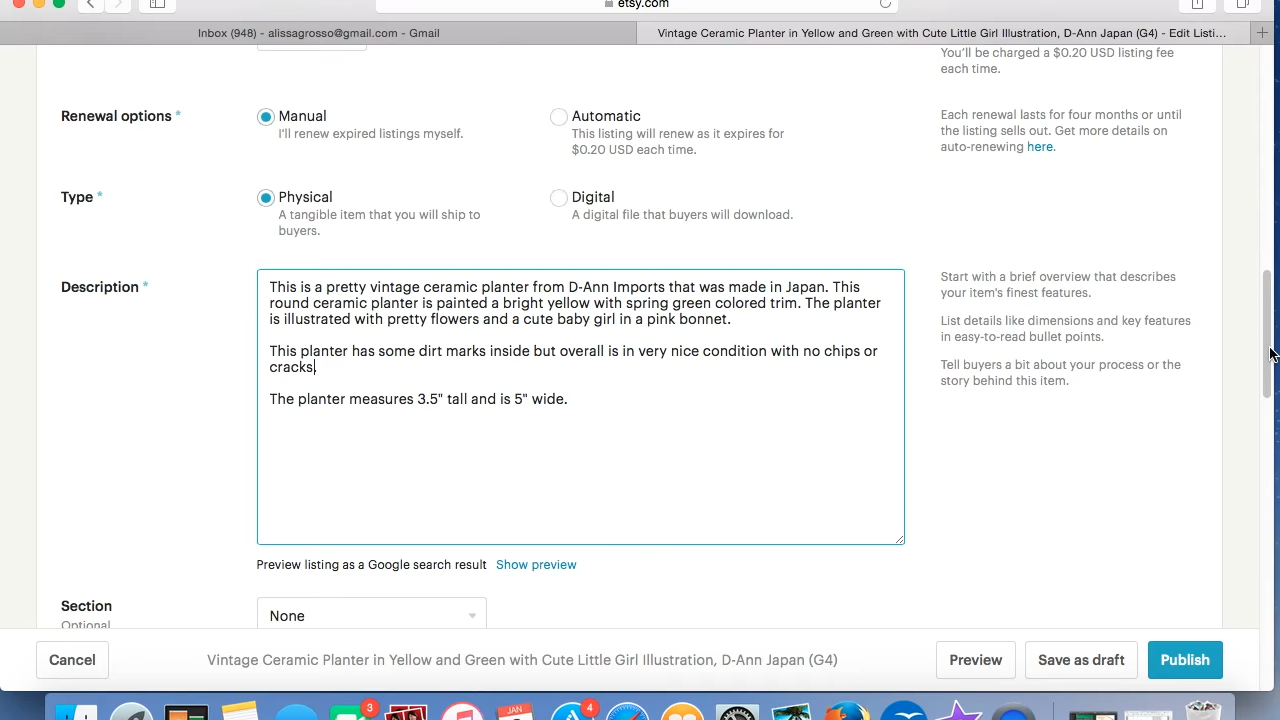 etsy.com
Inbox (948) - alissagrosso@gmail.com - Gmail
Vintage Ceramic Planter in Yellow and Green with Cute Little Girl Illustration, D-Ann Japan (G4) - Edit Listi...
You'll be charged a $0.20 USD listing fee
each time.
Renewal options *
Manual
I'll renew expired listings myself.
Automatic
This listing will renew as it expires for
$0.20 USD each time.
Each renewal lasts for four months or until
the listing sells out. Get more details on
auto-renewing here.
Type *
Physical
A tangible item that you will ship to
buyers.
Digital
A digital file that buyers will download.
Description *
This is a pretty vintage ceramic planter from D-Ann Imports that was made in Japan. This
round ceramic planter is painted a bright yellow with spring green colored trim. The planter
is illustrated with pretty flowers and a cute baby girl in a pink bonnet.
This planter has some dirt marks inside but overall is in very nice condition with no chips or
cracks.
The planter measures 3.5" tall and is 5" wide.
Start with a brief overview that describes
your item's finest features.
List details like dimensions and key features
in easy-to-read bullet points.
Tell buyers a bit about your process or the
story behind this item.
Preview listing as a Google search result Show preview
Section
Optional
None
Cancel
Vintage Ceramic Planter in Yellow and Green with Cute Little Girl Illustration, D-Ann Japan (G4)
Preview
Save as draft
Publish
3
JAN
4